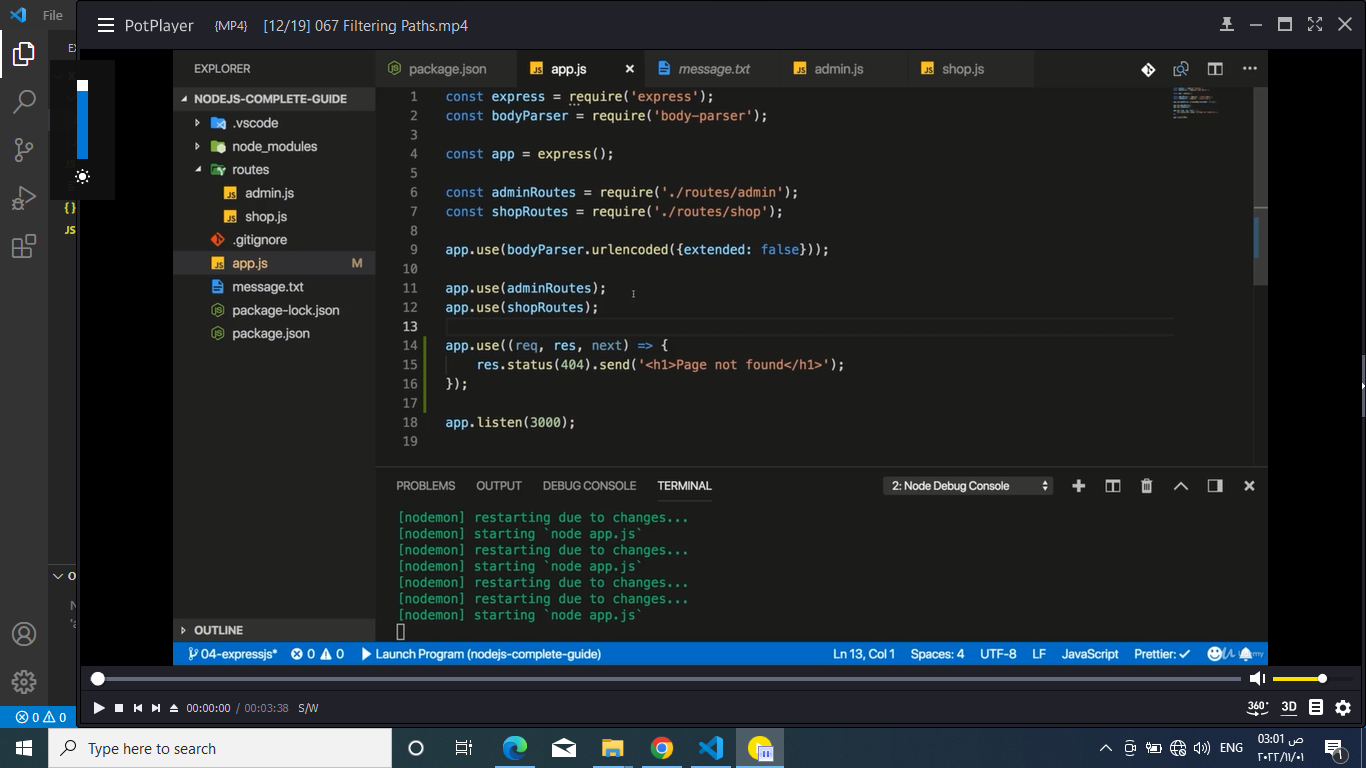 File
PotPlayer {MP4} [12/19] 067 Filtering Paths.mp4
EXPLORER
NODEJS-COMPLETE-GUIDE
.vscode
node_modules
routes
admin.js
shop.js
.gitignore
app.js M
message.txt
package-lock.json
package.json
OUTLINE
package.json app.js message.txt admin.js shop.js
1 const express = require('express');
2 const bodyParser = require('body-parser');
3
4 const app = express();
5
6 const adminRoutes = require('./routes/admin');
7 const shopRoutes = require('./routes/shop');
8
9 app.use(bodyParser.urlencoded({extended: false}));
10
11 app.use(adminRoutes);
12 app.use(shopRoutes);
13
14 app.use((req, res, next) => {
15 res.status(404).send('<h1>Page not found</h1>');
16 });
17
18 app.listen(3000);
19
PROBLEMS OUTPUT DEBUG CONSOLE TERMINAL 2: Node Debug Console
[nodemon] restarting due to changes...
[nodemon] starting `node app.js`
[nodemon] restarting due to changes...
[nodemon] starting `node app.js`
[nodemon] restarting due to changes...
[nodemon] restarting due to changes...
[nodemon] starting `node app.js`
04-expressjs* 0 0 Launch Program (nodejs-complete-guide) Ln 13, Col 1 Spaces: 4 UTF-8 LF JavaScript Prettier: ✓
00:00:00 / 00:03:38 S/W 360° 3D
0 0
Type here to search
ENG
03:01 ص
٢٠٢٢/١/٠١
1